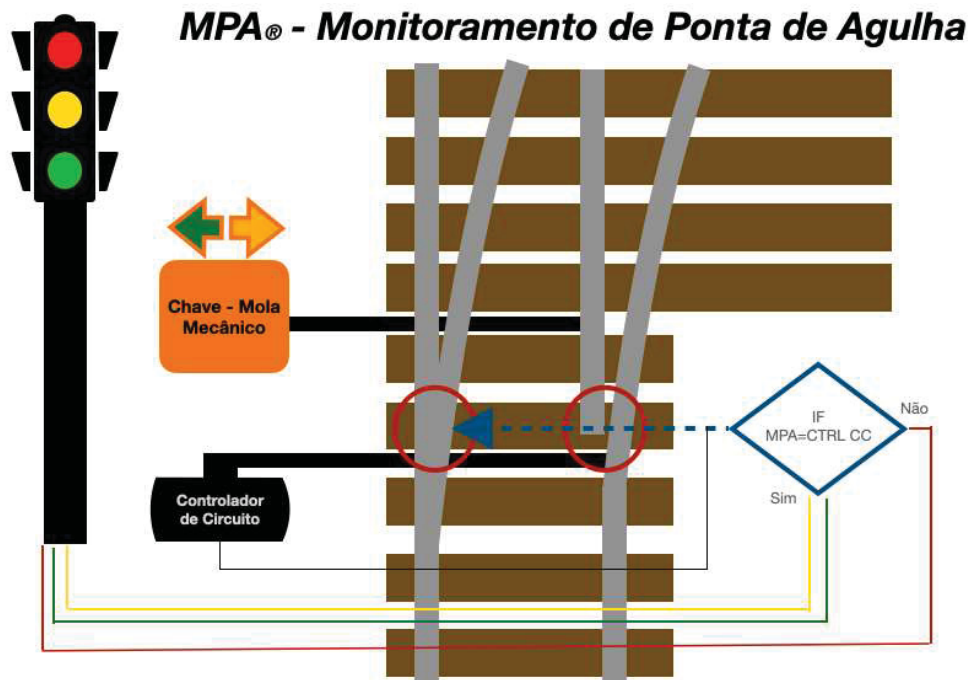 MPA® - Monitoramento de Ponta de Agulha
Chave - Mola
Mecânico
IF
MPA=CTRL CC
Não
Sim
Controlador
de Circuito